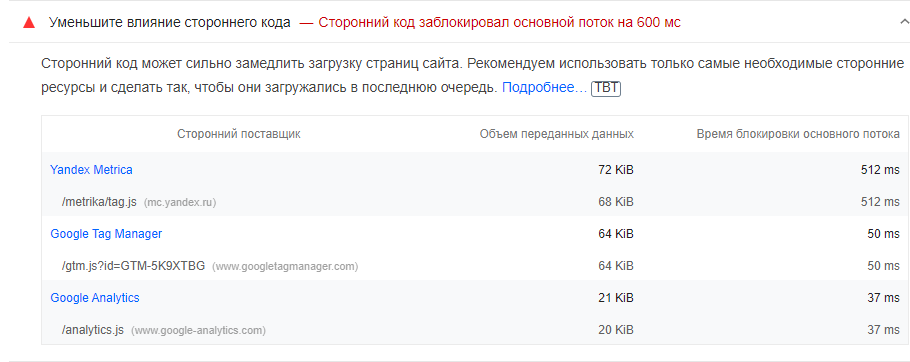 Уменьшите влияние стороннего кода — Сторонний код заблокировал основной поток на 600 мс
Сторонний код может сильно замедлить загрузку страниц сайта. Рекомендуем использовать только самые необходимые сторонние
ресурсы и сделать так, чтобы они загружались в последнюю очередь. Подробнее… TBT
Сторонний поставщик Объем переданных данных Время блокировки основного потока
Yandex Metrica 72 KiB 512 ms
/metrika/tag.js (mc.yandex.ru) 68 KiB 512 ms
Google Tag Manager 64 KiB 50 ms
/gtm.js?id=GTM-5K9XTBG (www.googletagmanager.com) 64 KiB 50 ms
Google Analytics 21 KiB 37 ms
/analytics.js (www.google-analytics.com) 20 KiB 37 ms